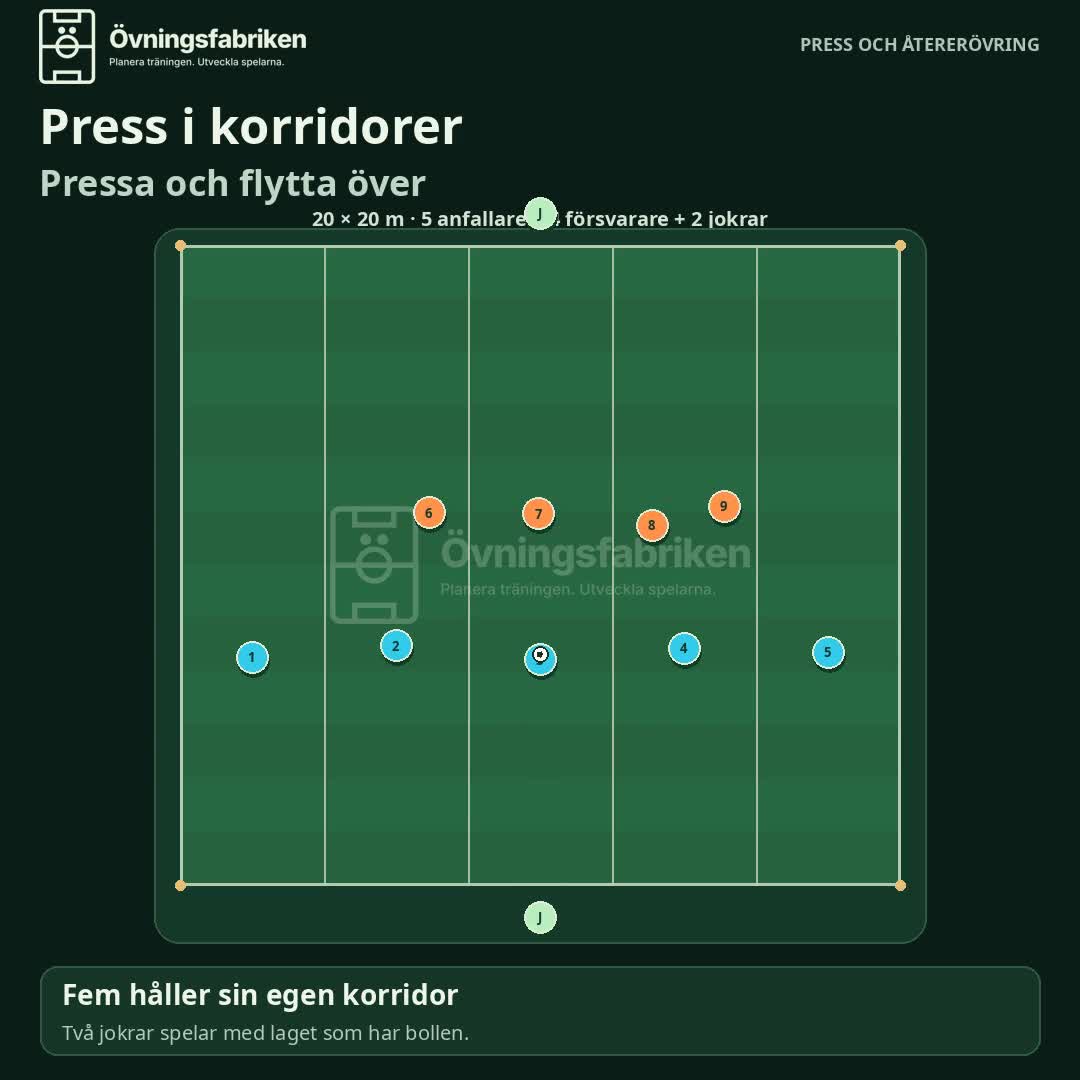 Övningsfabriken
Planera träningen. Utveckla spelarna.
PRESS OCH ÅTERERÖVRING
Press i korridorer
Pressa och flytta över
20 × 20 m · 5 anfallare försvarare + 2 jokrar
J
6
7
8
9
Övningsfabriken
Planera träningen. Utveckla spelarna.
1
2
4
5
J
Fem håller sin egen korridor
Två jokrar spelar med laget som har bollen.